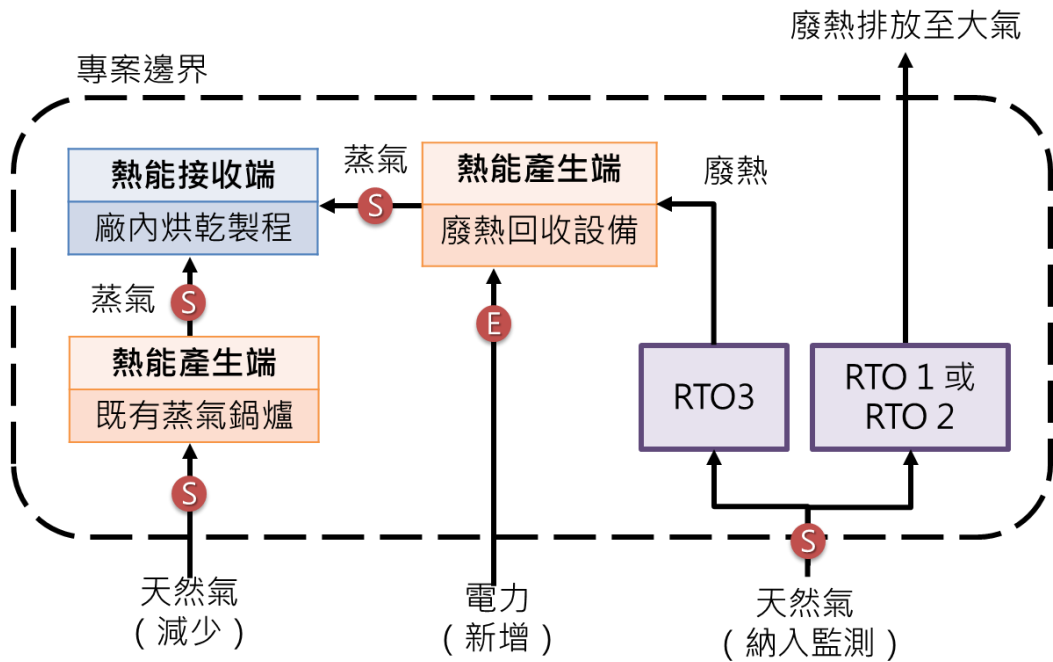 廢熱排放至大氣
專案邊界
熱能接收端
廠內烘乾製程
蒸氣
S
熱能產生端
廢熱回收設備
廢熱
蒸氣
S
E
熱能產生端
既有蒸氣鍋爐
RTO3
RTO 1 或
RTO 2
S
S
天然氣
(減少)
電力
(新增)
天然氣
(納入監測)